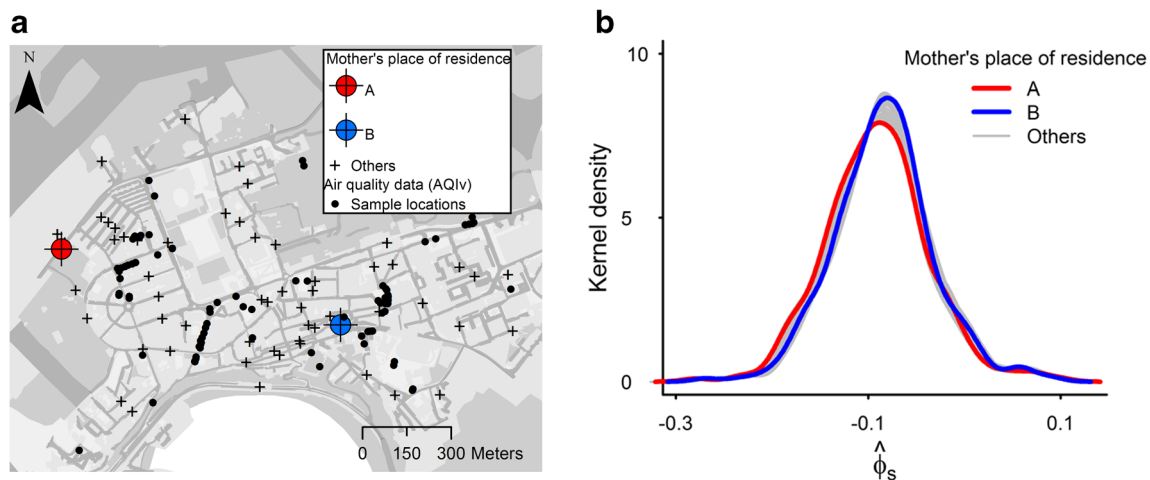 a
N
Mother's place of residence
A
B
Others
Air quality data (AQIv)
Sample locations
0 150 300 Meters
b
10
5
0
Kernel density
Mother's place of residence
A
B
Others
-0.3 -0.1 0.1
ϕ̂s